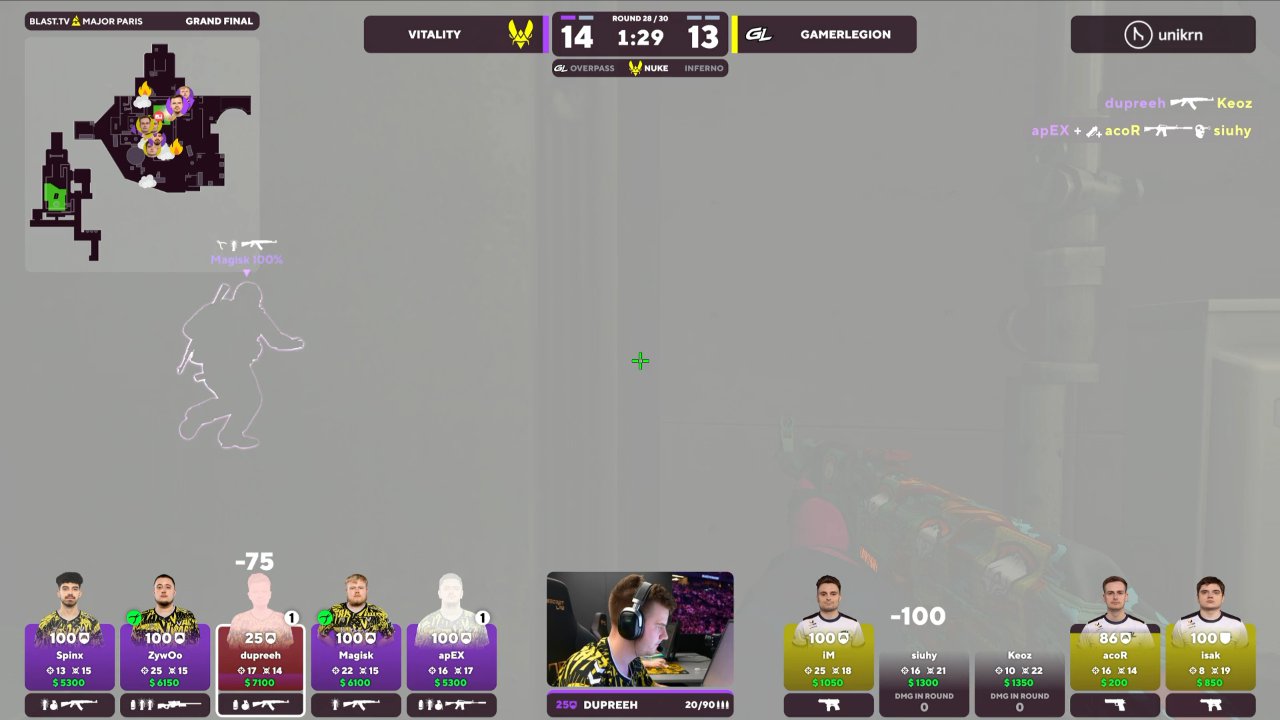 BLAST.TV MAJOR PARIS GRAND FINAL
VITALITY
14
ROUND 28 / 30
1:29
13
GL GAMERLEGION
unikrn
GL OVERPASS NUKE INFERNO
dupreeh Keoz
apEX + acoR siuhy
Magisk 100%
-75
-100
1
1
100 100 25 100 100
Spinx ZywOo dupreeh Magisk apEX
13 15 25 15 17 14 22 15 16 17
$ 5300 $ 6150 $ 7100 $ 6100 $ 5300
25 DUPREEH 20/90
100 86 100
iM siuhy Keoz acoR isak
25 18 16 21 10 22 16 14 8 19
$ 1050 $ 1300 $ 1350 $ 200 $ 850
DMG IN ROUND DMG IN ROUND
0 0